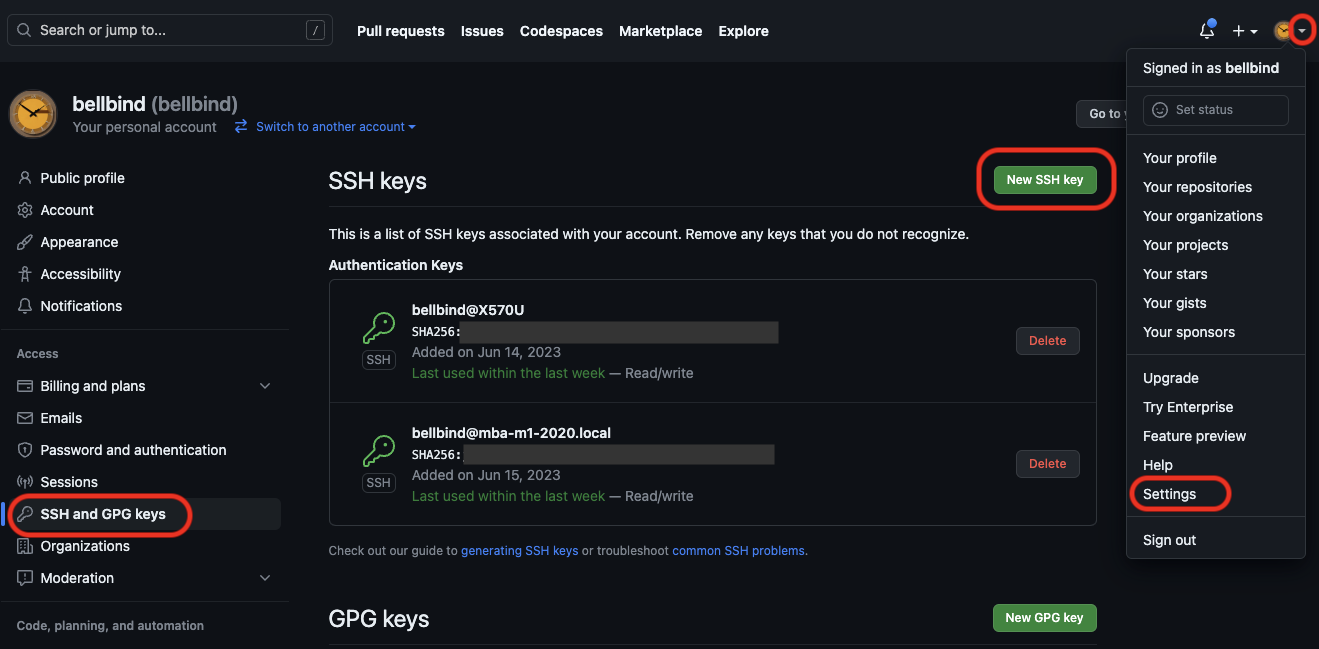 Search or jump to...
/
Pull requests
Issues
Codespaces
Marketplace
Explore
bellbind (bellbind)
Your personal account
Switch to another account
Go to
Public profile
Account
Appearance
Accessibility
Notifications
Access
Billing and plans
Emails
Password and authentication
Sessions
SSH and GPG keys
Organizations
Moderation
Code, planning, and automation
SSH keys
New SSH key
This is a list of SSH keys associated with your account. Remove any keys that you do not recognize.
Authentication Keys
SSH
bellbind@X570U
SHA256:
Added on Jun 14, 2023
Last used within the last week — Read/write
Delete
SSH
bellbind@mba-m1-2020.local
SHA256:
Added on Jun 15, 2023
Last used within the last week — Read/write
Delete
Check out our guide to generating SSH keys or troubleshoot common SSH problems.
GPG keys
New GPG key
Signed in as bellbind
Set status
Your profile
Your repositories
Your organizations
Your projects
Your stars
Your gists
Your sponsors
Upgrade
Try Enterprise
Feature preview
Help
Settings
Sign out